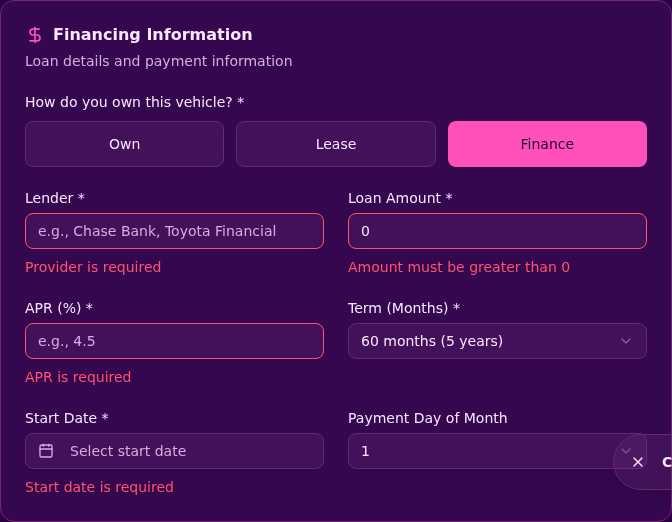 Financing Information
Loan details and payment information
How do you own this vehicle? *
Own
Lease
Finance
Lender *
Loan Amount *
e.g., Chase Bank, Toyota Financial
0
Provider is required
Amount must be greater than 0
APR (%) *
Term (Months) *
e.g., 4.5
60 months (5 years)
APR is required
Start Date *
Payment Day of Month
Select start date
1
Start date is required